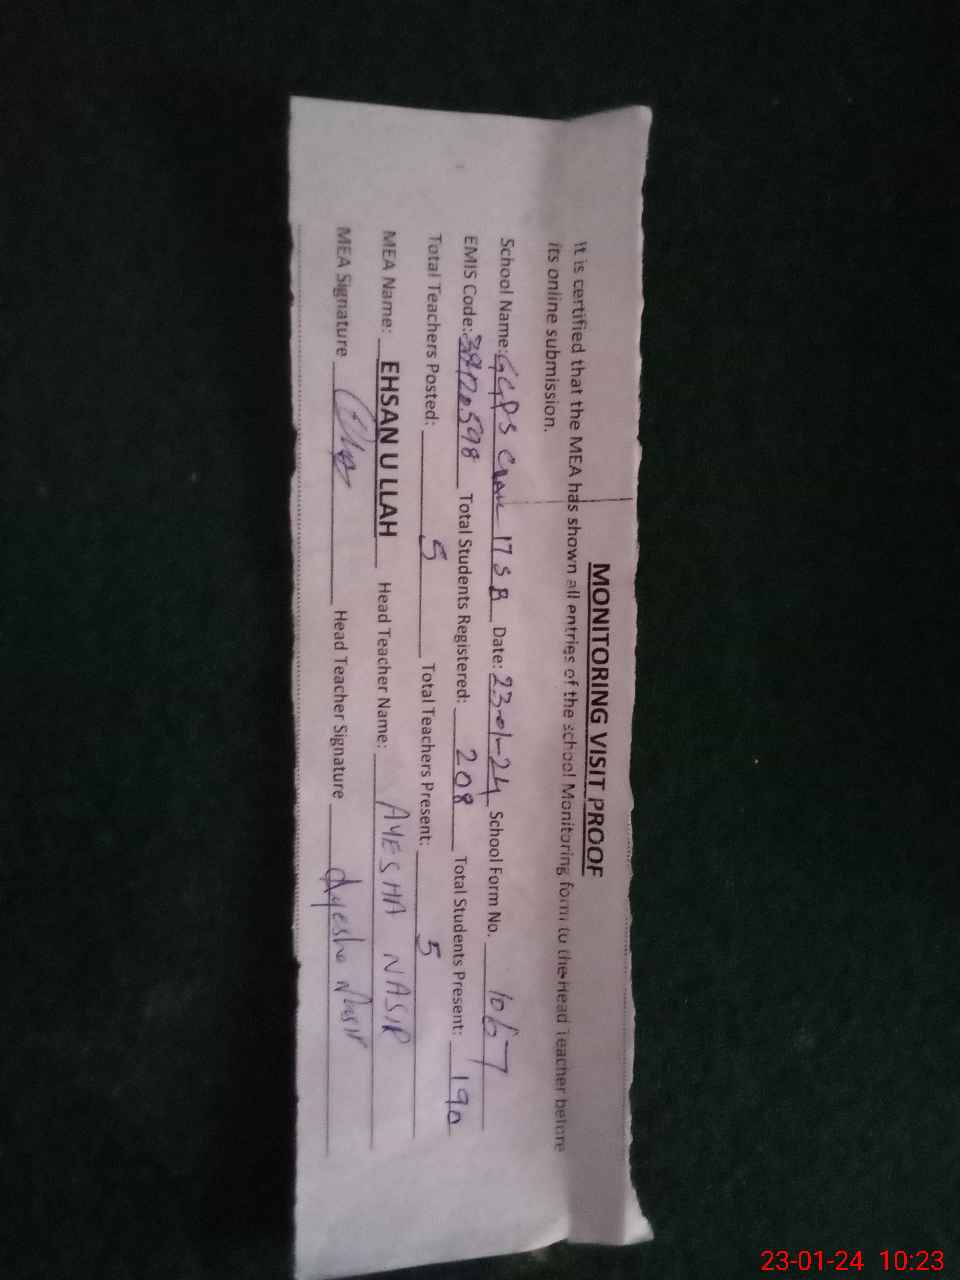 MONITORING VISIT PROOF
It is certified that the MEA has shown all entries of the school Monitoring form to the Head Teacher before
its online submission.
School Name: GGPS Chak 17 SB Date: 23-01-24 School Form No. 1067
EMIS Code: 38120598 Total Students Registered: 208 Total Students Present: 190
Total Teachers Posted: 5 Total Teachers Present: 5
MEA Name: EHSAN U LLAH Head Teacher Name: AYESHA NASIR
MEA Signature Head Teacher Signature Ayesha Nasir
23-01-24 10:23